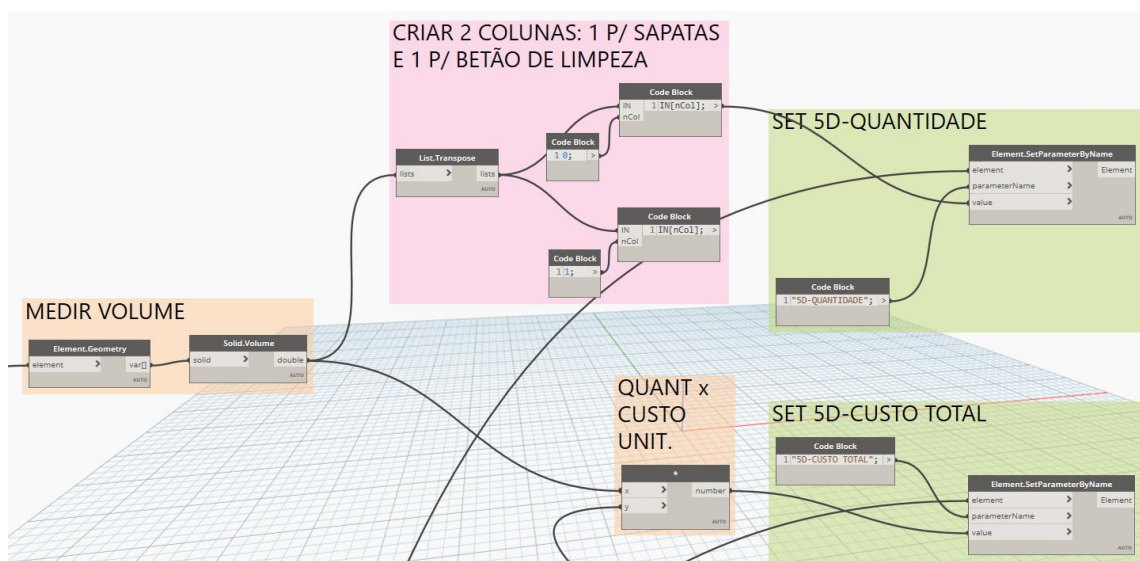 CRIAR 2 COLUNAS: 1 P/ SAPATAS
E 1 P/ BETÃO DE LIMPEZA
Code Block
IN
1 IN[nCol]; >
nCol
Code Block
1 0; >
List.Transpose
lists > lists
AUTO
Code Block
IN
1 IN[nCol]; >
nCol
Code Block
1 1; >
SET 5D-QUANTIDADE
Element.SetParameterByName
element > Element
parameterName >
value >
AUTO
Code Block
1 "5D-QUANTIDADE"; >
MEDIR VOLUME
Element.Geometry
element > var[]
AUTO
Solid.Volume
solid > double
AUTO
QUANT x
CUSTO
UNIT.
*
x > number
y >
AUTO
SET 5D-CUSTO TOTAL
Code Block
1 "5D-CUSTO TOTAL"; >
Element.SetParameterByName
element > Element
parameterName >
value >
AUTO